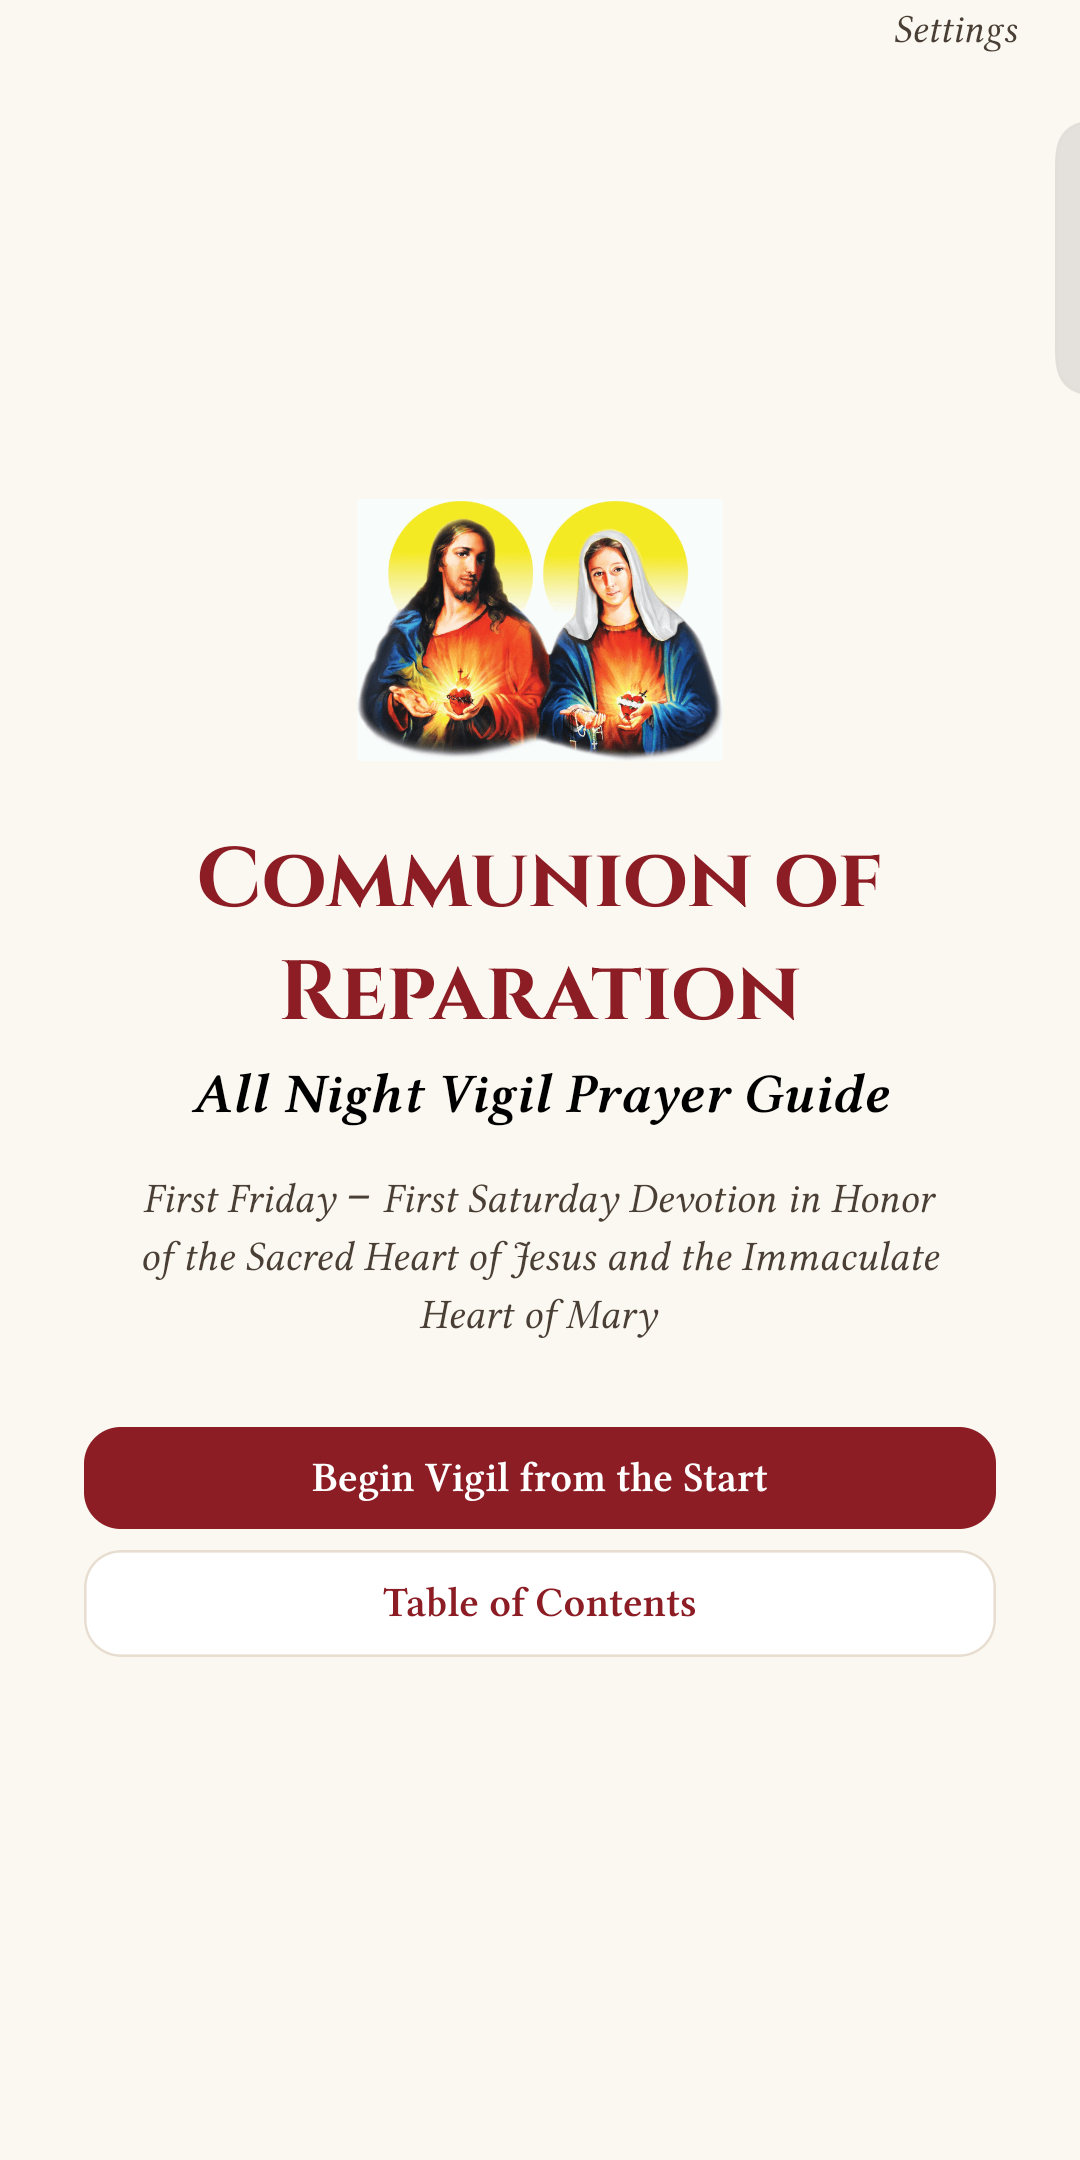 Settings
Communion of
Reparation
All Night Vigil Prayer Guide
First Friday – First Saturday Devotion in Honor
of the Sacred Heart of Jesus and the Immaculate
Heart of Mary
Begin Vigil from the Start
Table of Contents